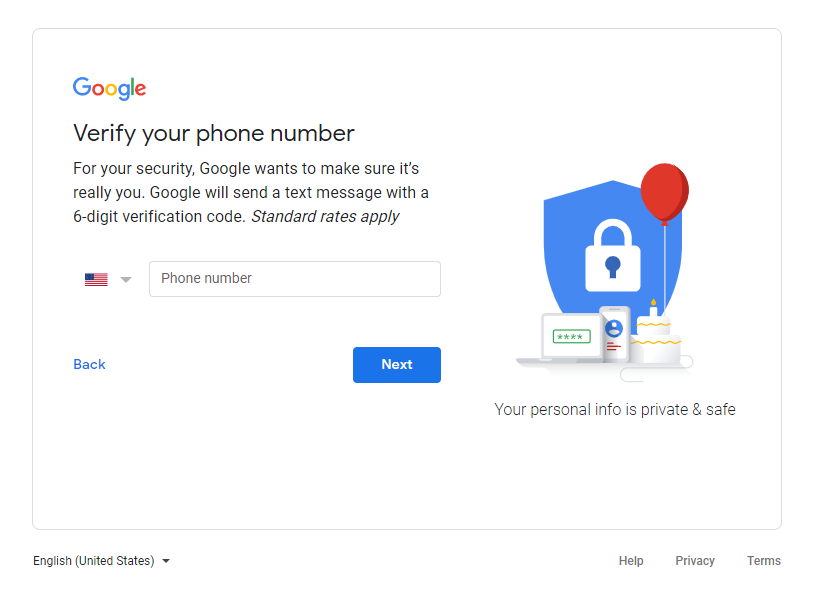 Google
Verify your phone number
For your security, Google wants to make sure it’s
really you. Google will send a text message with a
6-digit verification code. Standard rates apply
Phone number
Back
Next
****
Your personal info is private & safe
English (United States)
Help
Privacy
Terms